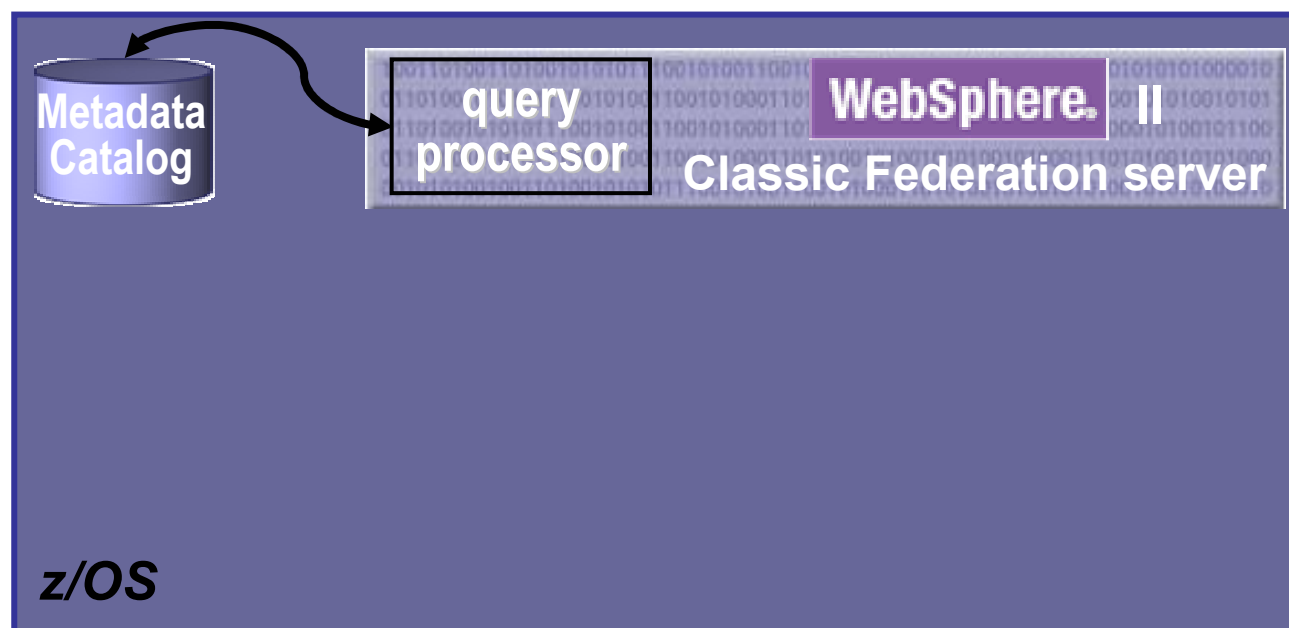 Metadata
Catalog
query
processor
WebSphere® II
Classic Federation server
z/OS